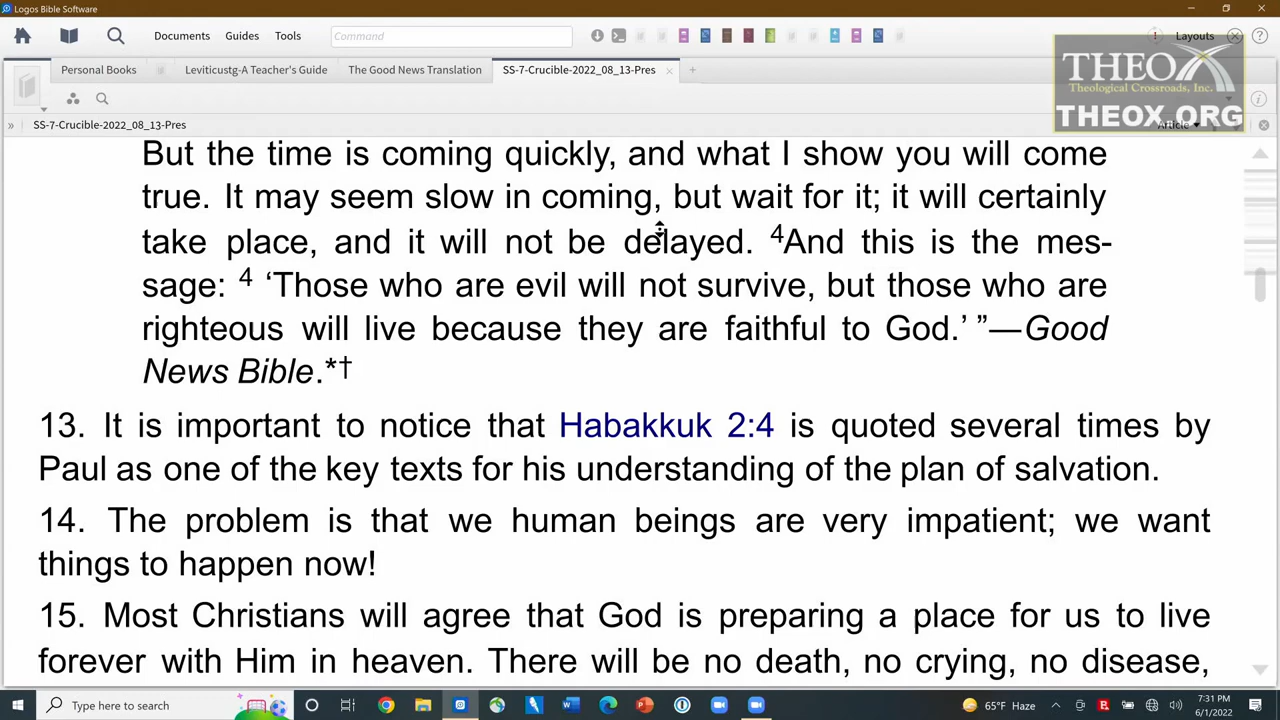 Logos Bible Software
Documents Guides Tools Command Layouts
THEOX
Theological Crossroads, Inc.
THEOX.ORG
Personal Books Leviticustg-A Teacher's Guide The Good News Translation SS-7-Crucible-2022_08_13-Pres
SS-7-Crucible-2022_08_13-Pres Article
But the time is coming quickly, and what I show you will come
true. It may seem slow in coming, but wait for it; it will certainly
take place, and it will not be delayed. 4And this is the mes-
sage: 4 ‘Those who are evil will not survive, but those who are
righteous will live because they are faithful to God.’ ”—Good
News Bible.*†
13. It is important to notice that Habakkuk 2:4 is quoted several times by
Paul as one of the key texts for his understanding of the plan of salvation.
14. The problem is that we human beings are very impatient; we want
things to happen now!
15. Most Christians will agree that God is preparing a place for us to live
forever with Him in heaven. There will be no death, no crying, no disease,
Type here to search
65°F Haze
7:31 PM
6/1/2022